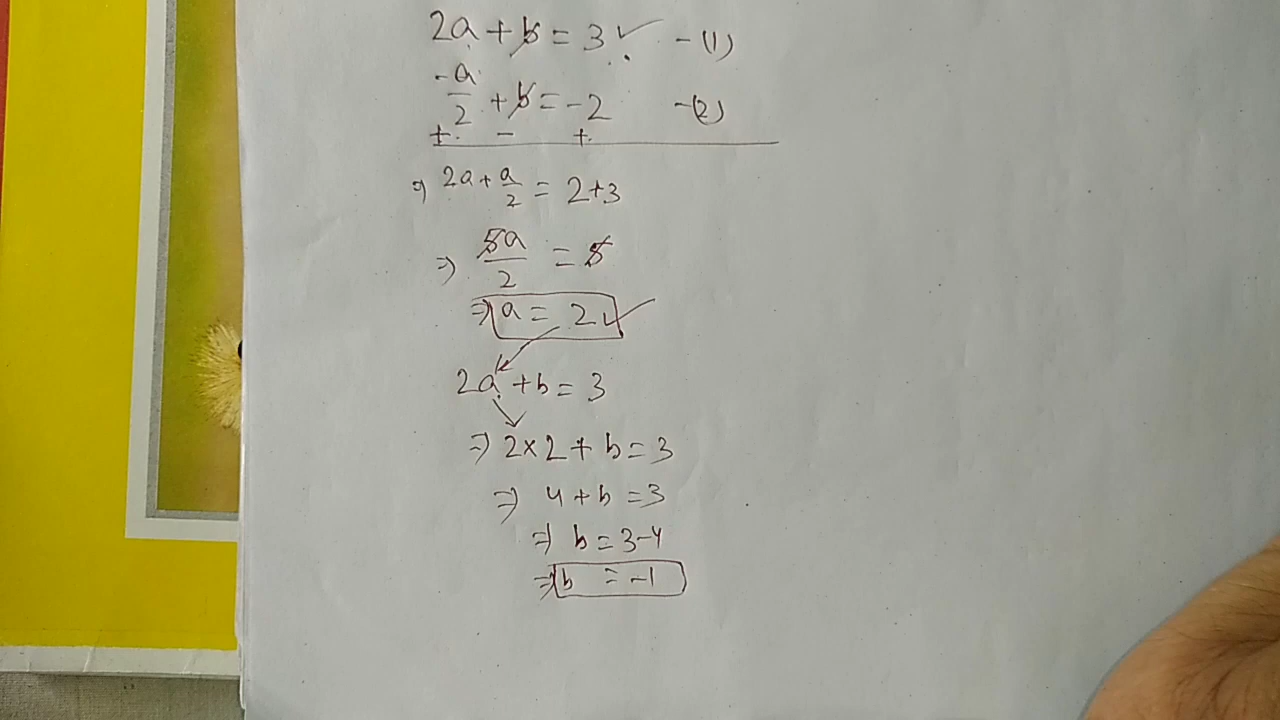 2a + b = 3 ✓ - (1)
-a/2 + b = -2 - (2)
+ - +
⇒ 2a + a/2 = 2+3
⇒ 5a/2 = 5
⇒ a = 2 ✓
2a + b = 3
⇒ 2×2 + b = 3
⇒ 4 + b = 3
⇒ b = 3-4
⇒ b = -1